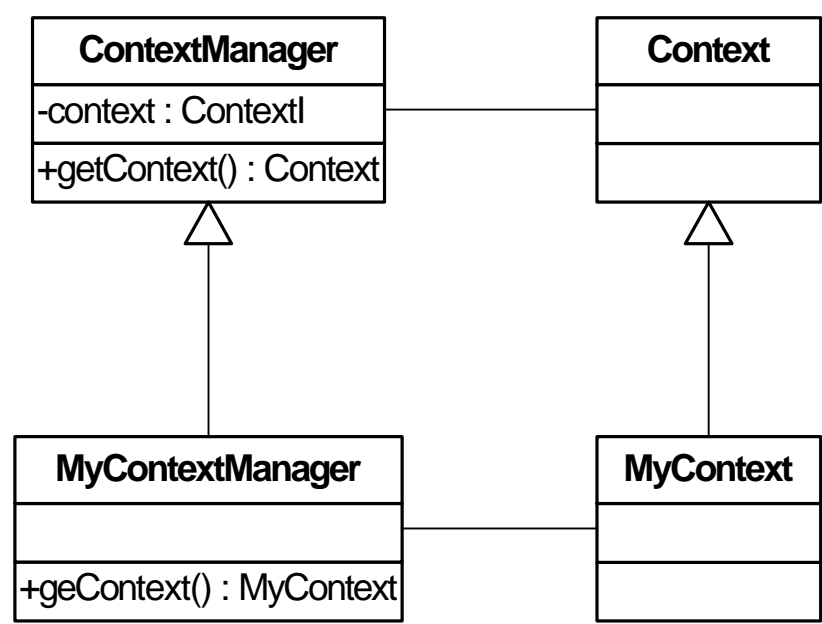 ContextManager
Context
-context : ContextI
+getContext() : Context
MyContextManager
MyContext
+geContext() : MyContext